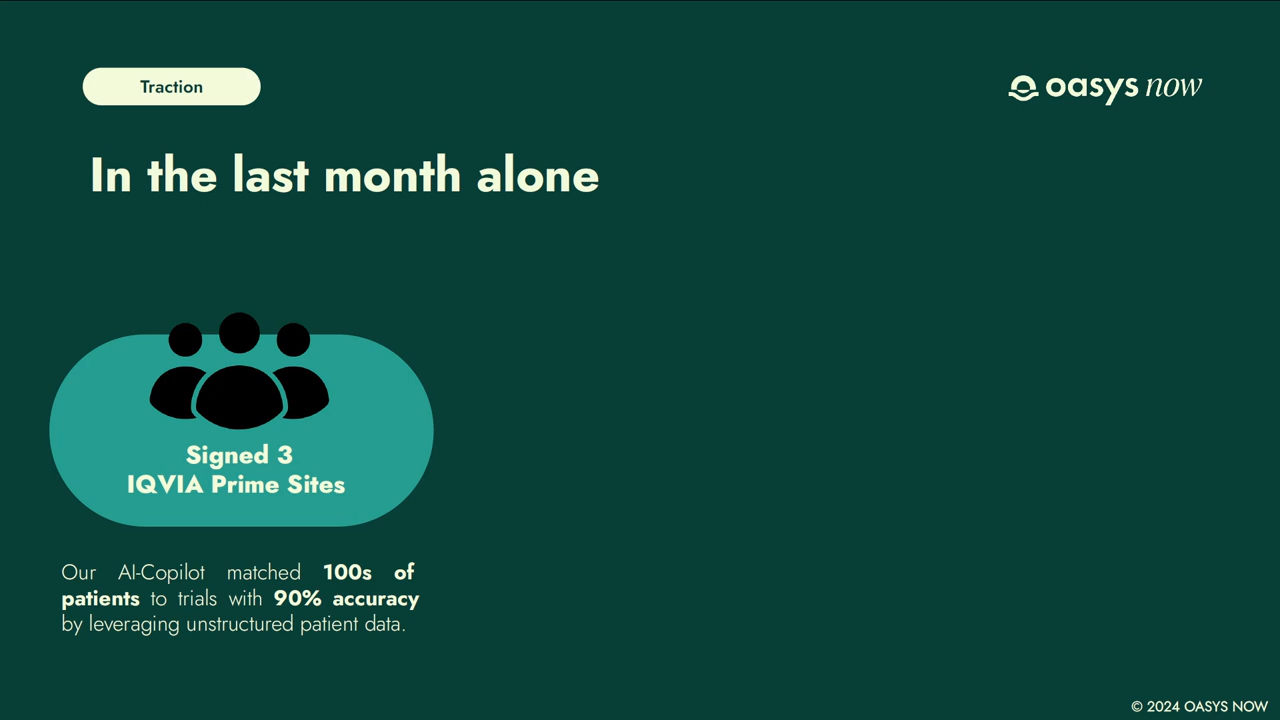 Traction
oasys now
In the last month alone
Signed 3
IQVIA Prime Sites
Our AI-Copilot matched 100s of
patients to trials with 90% accuracy
by leveraging unstructured patient data.
© 2024 OASYS NOW